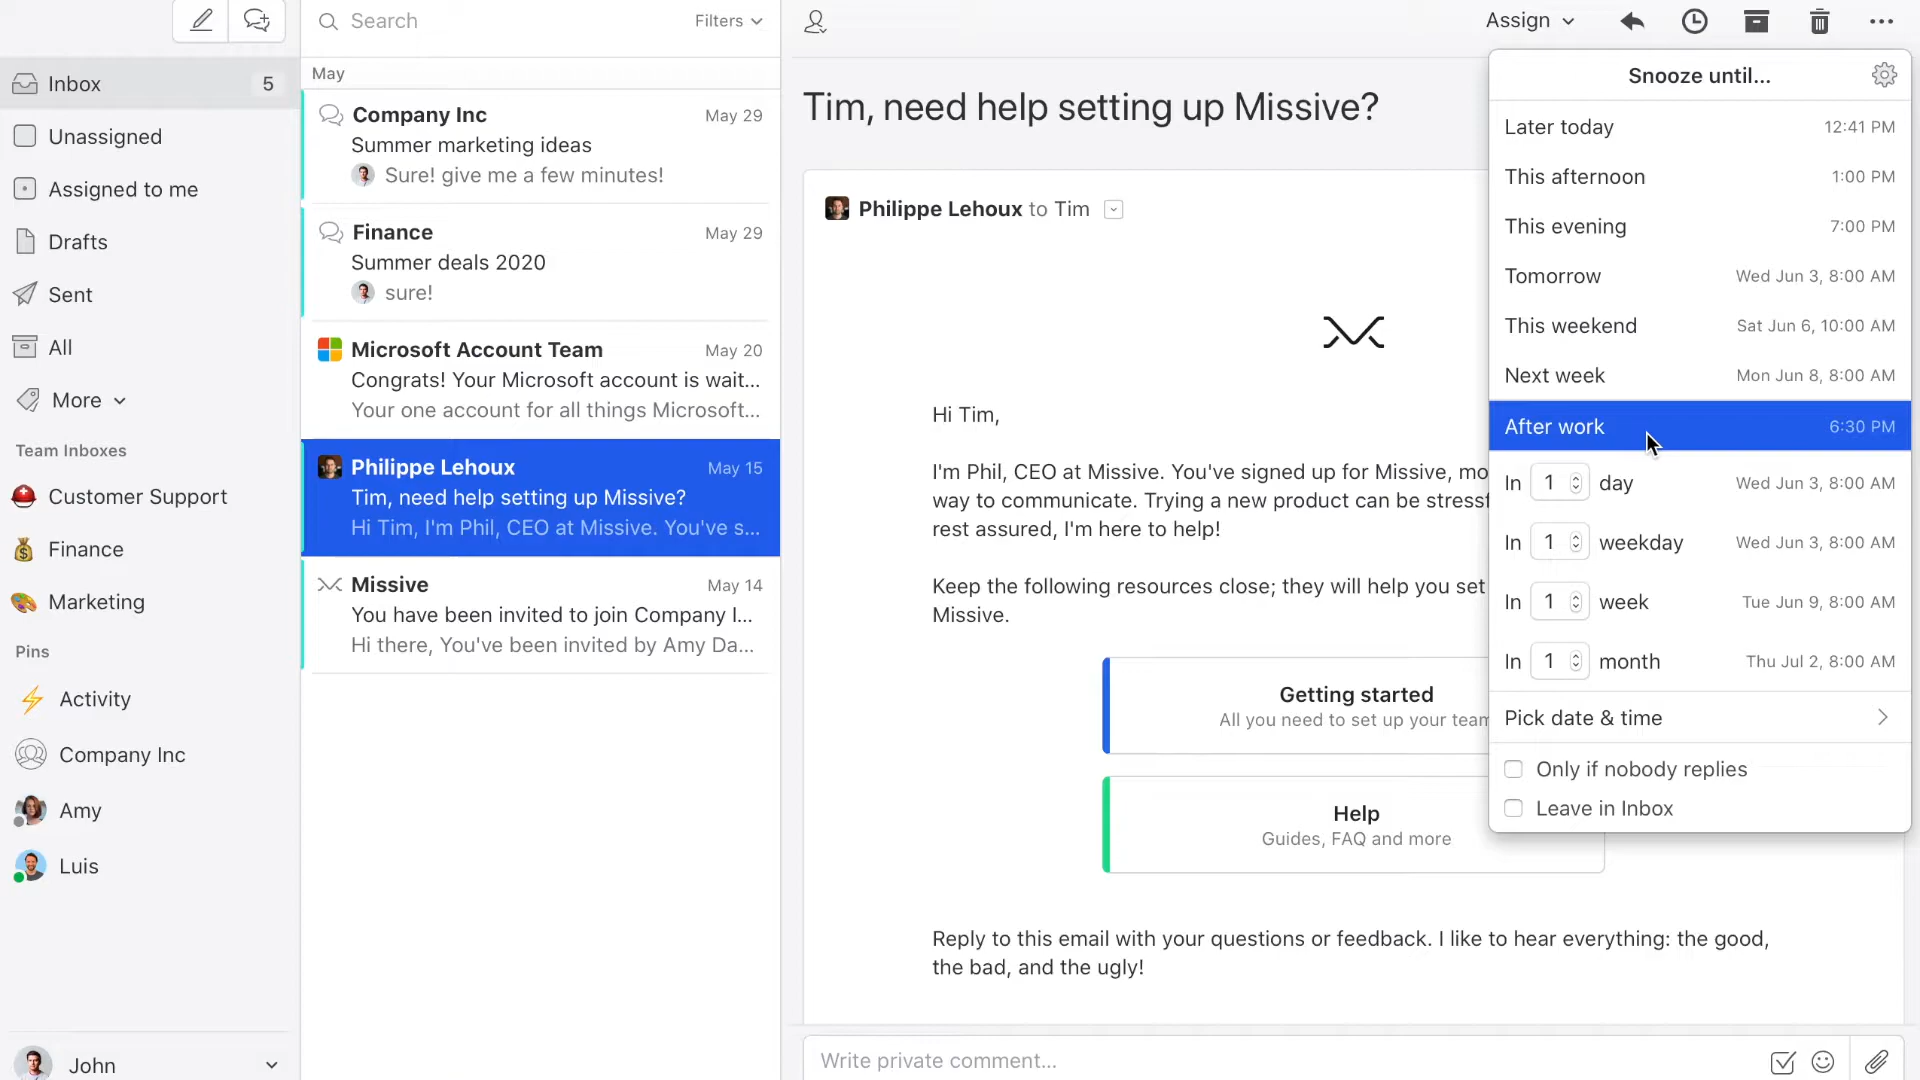 Search
Filters
Assign
Inbox 5
Unassigned
Assigned to me
Drafts
Sent
All
More
Team Inboxes
Customer Support
Finance
Marketing
Pins
Activity
Company Inc
Amy
Luis
John
May
Company Inc May 29
Summer marketing ideas
Sure! give me a few minutes!
Finance May 29
Summer deals 2020
sure!
Microsoft Account Team May 20
Congrats! Your Microsoft account is wait...
Your one account for all things Microsoft...
Philippe Lehoux May 15
Tim, need help setting up Missive?
Hi Tim, I'm Phil, CEO at Missive. You've s...
Missive May 14
You have been invited to join Company I...
Hi there, You've been invited by Amy Da...
Tim, need help setting up Missive?
Philippe Lehoux to Tim
Hi Tim,
I'm Phil, CEO at Missive. You've signed up for Missive, mo
way to communicate. Trying a new product can be stressf
rest assured, I'm here to help!
Keep the following resources close; they will help you set
Missive.
Getting started
All you need to set up your team
Help
Guides, FAQ and more
Reply to this email with your questions or feedback. I like to hear everything: the good,
the bad, and the ugly!
Write private comment...
Snooze until...
Later today 12:41 PM
This afternoon 1:00 PM
This evening 7:00 PM
Tomorrow Wed Jun 3, 8:00 AM
This weekend Sat Jun 6, 10:00 AM
Next week Mon Jun 8, 8:00 AM
After work 6:30 PM
In 1 day Wed Jun 3, 8:00 AM
In 1 weekday Wed Jun 3, 8:00 AM
In 1 week Tue Jun 9, 8:00 AM
In 1 month Thu Jul 2, 8:00 AM
Pick date & time
Only if nobody replies
Leave in Inbox